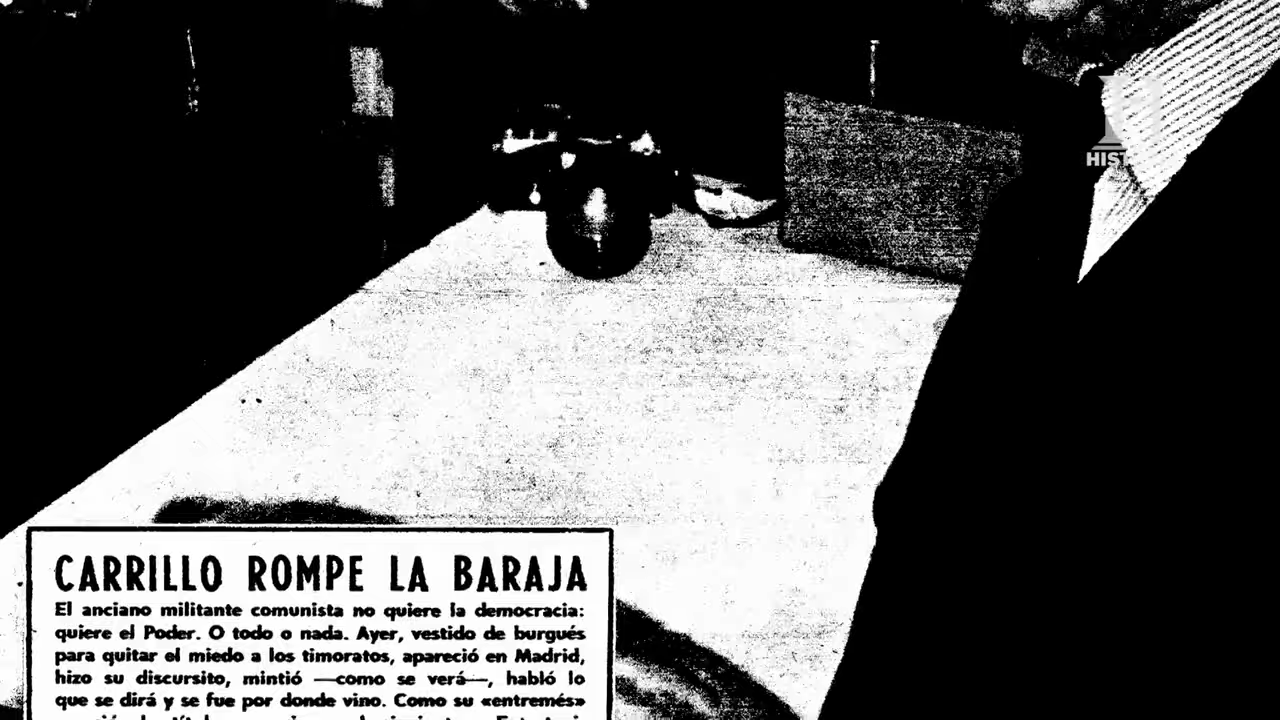 HIST
CARRILLO ROMPE LA BARAJA
El anciano militante comunista no quiere la democracia:
quiere el Poder. O todo o nada. Ayer, vestido de burgués
para quitar el miedo a los timoratos, apareció en Madrid,
hizo su discursito, mintió —como se verá—, habló lo
que se dirá y se fue por donde vino. Como su «entremés»